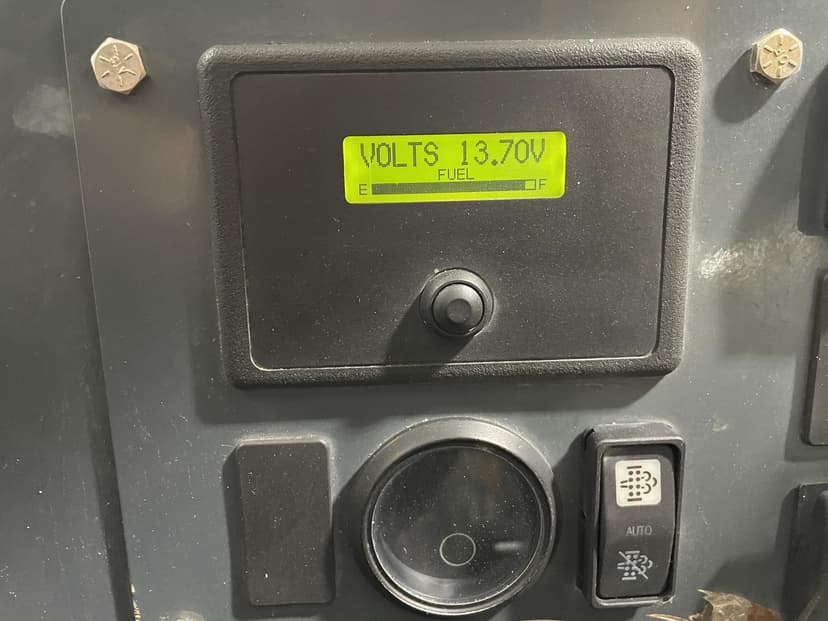 VOLTS 13.70V
FUEL
E F
AUTO